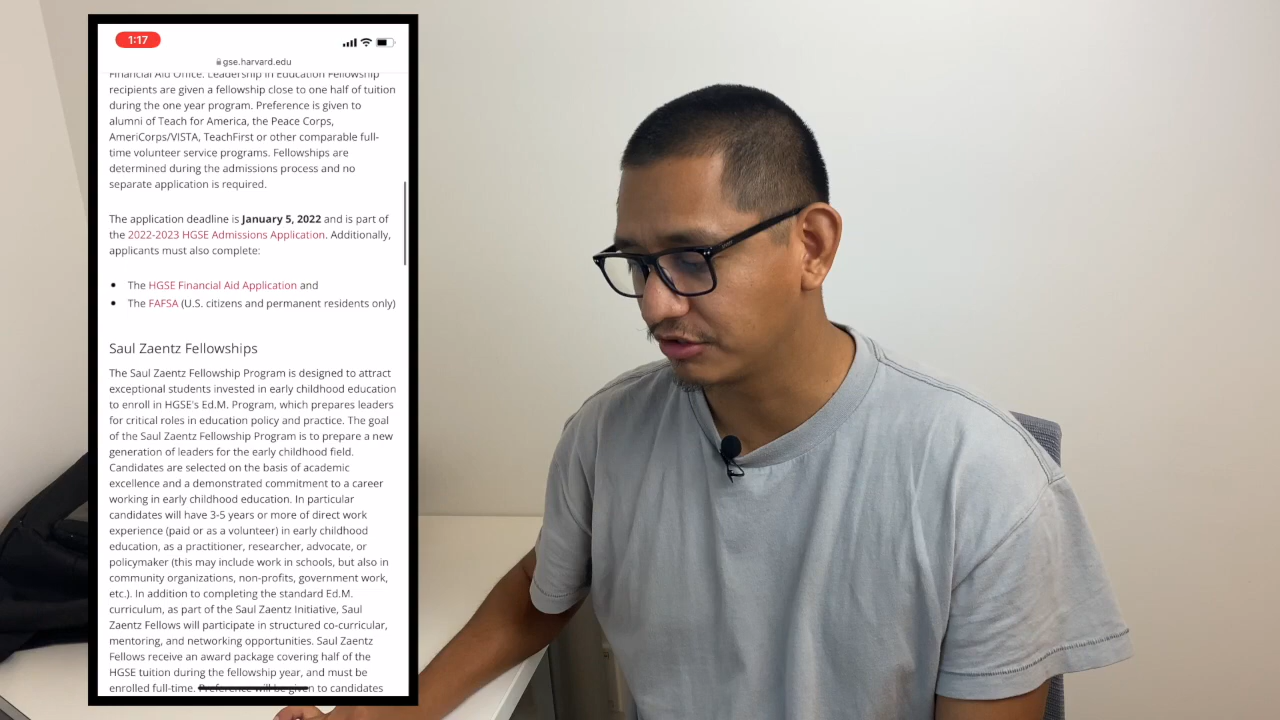 1:17
gse.harvard.edu
Financial Aid Office. Leadership in Education Fellowship
recipients are given a fellowship close to one half of tuition
during the one year program. Preference is given to
alumni of Teach for America, the Peace Corps,
AmeriCorps/VISTA, TeachFirst or other comparable full-
time volunteer service programs. Fellowships are
determined during the admissions process and no
separate application is required.
The application deadline is January 5, 2022 and is part of
the 2022-2023 HGSE Admissions Application. Additionally,
applicants must also complete:
• The HGSE Financial Aid Application and
• The FAFSA (U.S. citizens and permanent residents only)
Saul Zaentz Fellowships
The Saul Zaentz Fellowship Program is designed to attract
exceptional students invested in early childhood education
to enroll in HGSE's Ed.M. Program, which prepares leaders
for critical roles in education policy and practice. The goal
of the Saul Zaentz Fellowship Program is to prepare a new
generation of leaders for the early childhood field.
Candidates are selected on the basis of academic
excellence and a demonstrated commitment to a career
working in early childhood education. In particular
candidates will have 3-5 years or more of direct work
experience (paid or as a volunteer) in early childhood
education, as a practitioner, researcher, advocate, or
policymaker (this may include work in schools, but also in
community organizations, non-profits, government work,
etc.). In addition to completing the standard Ed.M.
curriculum, as part of the Saul Zaentz Initiative, Saul
Zaentz Fellows will participate in structured co-curricular,
mentoring, and networking opportunities. Saul Zaentz
Fellows receive an award package covering half of the
HGSE tuition during the fellowship year, and must be
enrolled full-time. Preference will be given to candidates